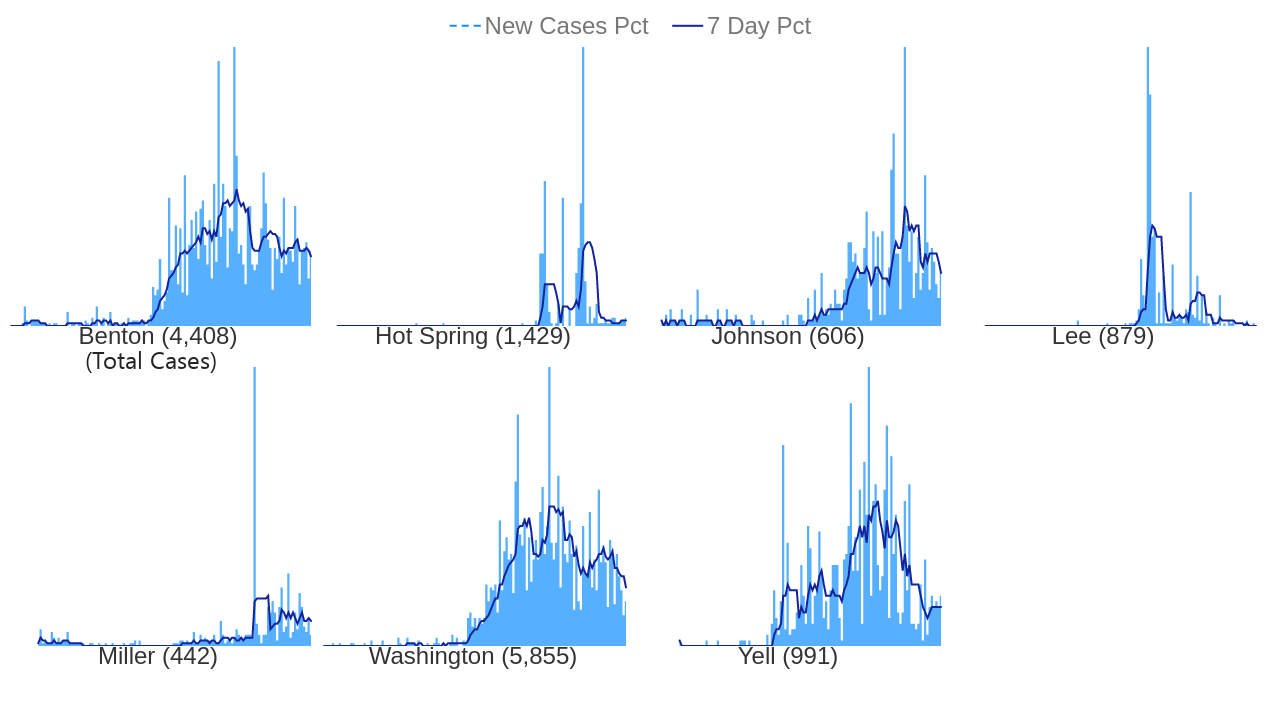 New Cases Pct 7 Day Pct
Benton (4,408) Hot Spring (1,429) Johnson (606) Lee (879)
(Total Cases)
Miller (442) Washington (5,855) Yell (991)